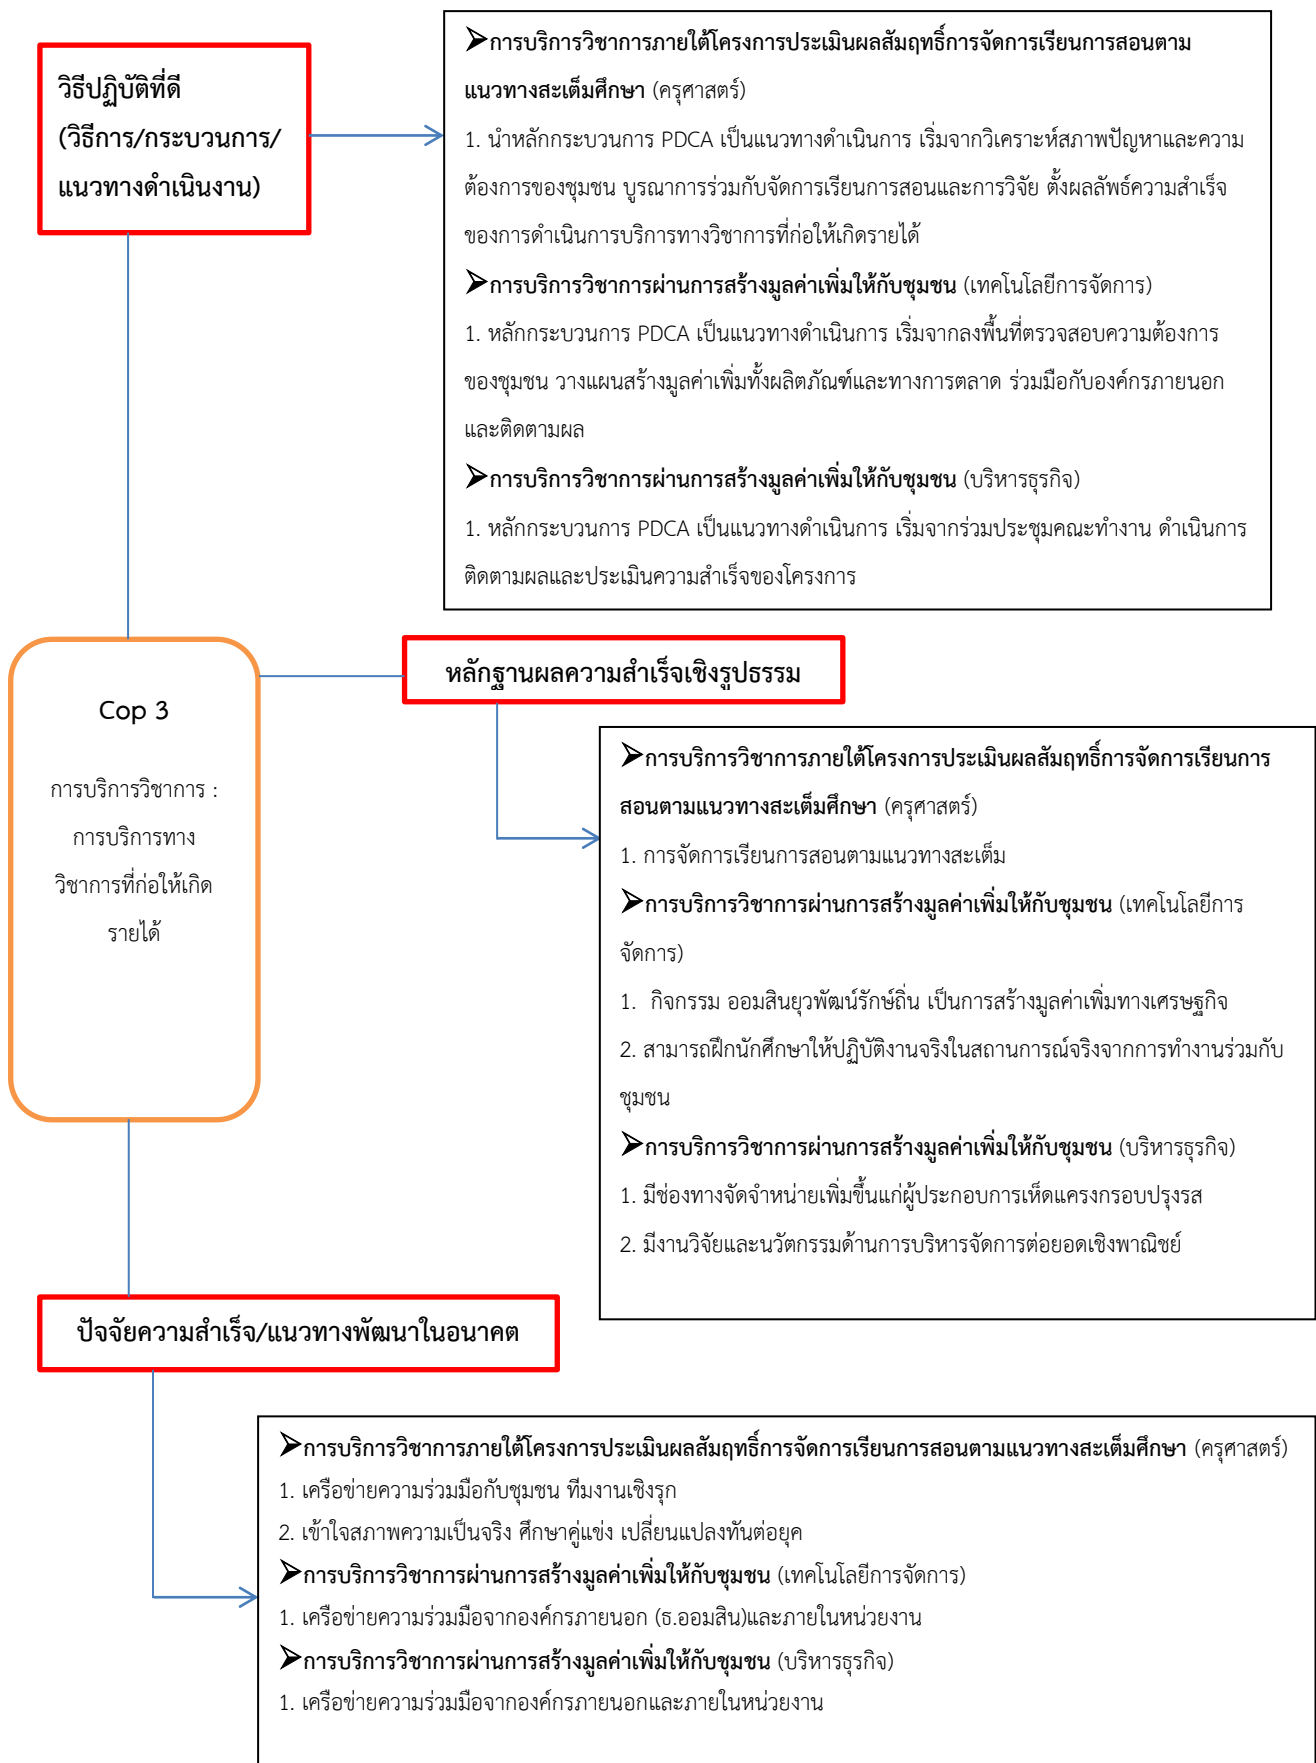 วิธีปฏิบัติที่ดี
(วิธีการ/กระบวนการ/
แนวทางดำเนินงาน)
➤การบริการวิชาการภายใต้โครงการประเมินผลสัมฤทธิ์การจัดการเรียนการสอนตาม
แนวทางสะเต็มศึกษา (ครุศาสตร์)
1. นำหลักกระบวนการ PDCA เป็นแนวทางดำเนินการ เริ่มจากวิเคราะห์สภาพปัญหาและความ
ต้องการของชุมชน บูรณาการร่วมกับจัดการเรียนการสอนและการวิจัย ตั้งผลลัพธ์ความสำเร็จ
ของการดำเนินการบริการทางวิชาการที่ก่อให้เกิดรายได้
➤การบริการวิชาการผ่านการสร้างมูลค่าเพิ่มให้กับชุมชน (เทคโนโลยีการจัดการ)
1. หลักกระบวนการ PDCA เป็นแนวทางดำเนินการ เริ่มจากลงพื้นที่ตรวจสอบความต้องการ
ของชุมชน วางแผนสร้างมูลค่าเพิ่มทั้งผลิตภัณฑ์และทางการตลาด ร่วมมือกับองค์กรภายนอก
และติดตามผล
➤การบริการวิชาการผ่านการสร้างมูลค่าเพิ่มให้กับชุมชน (บริหารธุรกิจ)
1. หลักกระบวนการ PDCA เป็นแนวทางดำเนินการ เริ่มจากร่วมประชุมคณะทำงาน ดำเนินการ
ติดตามผลและประเมินความสำเร็จของโครงการ
Cop 3
การบริการวิชาการ :
การบริการทาง
วิชาการที่ก่อให้เกิด
รายได้
หลักฐานผลความสำเร็จเชิงรูปธรรม
➤การบริการวิชาการภายใต้โครงการประเมินผลสัมฤทธิ์การจัดการเรียนการ
สอนตามแนวทางสะเต็มศึกษา (ครุศาสตร์)
1. การจัดการเรียนการสอนตามแนวทางสะเต็ม
➤การบริการวิชาการผ่านการสร้างมูลค่าเพิ่มให้กับชุมชน (เทคโนโลยีการ
จัดการ)
1. กิจกรรม ออมสินยุวพัฒน์รักษ์ถิ่น เป็นการสร้างมูลค่าเพิ่มทางเศรษฐกิจ
2. สามารถฝึกนักศึกษาให้ปฏิบัติงานจริงในสถานการณ์จริงจากการทำงานร่วมกับ
ชุมชน
➤การบริการวิชาการผ่านการสร้างมูลค่าเพิ่มให้กับชุมชน (บริหารธุรกิจ)
1. มีช่องทางจัดจำหน่ายเพิ่มขึ้นแก่ผู้ประกอบการเห็ดแครงกรอบปรุงรส
2. มีงานวิจัยและนวัตกรรมด้านการบริหารจัดการต่อยอดเชิงพาณิชย์
ปัจจัยความสำเร็จ/แนวทางพัฒนาในอนาคต
➤การบริการวิชาการภายใต้โครงการประเมินผลสัมฤทธิ์การจัดการเรียนการสอนตามแนวทางสะเต็มศึกษา (ครุศาสตร์)
1. เครือข่ายความร่วมมือกับชุมชน ทีมงานเชิงรุก
2. เข้าใจสภาพความเป็นจริง ศึกษาคู่แข่ง เปลี่ยนแปลงทันต่อยุค
➤การบริการวิชาการผ่านการสร้างมูลค่าเพิ่มให้กับชุมชน (เทคโนโลยีการจัดการ)
1. เครือข่ายความร่วมมือจากองค์กรภายนอก (ธ.ออมสิน)และภายในหน่วยงาน
➤การบริการวิชาการผ่านการสร้างมูลค่าเพิ่มให้กับชุมชน (บริหารธุรกิจ)
1. เครือข่ายความร่วมมือจากองค์กรภายนอกและภายในหน่วยงาน